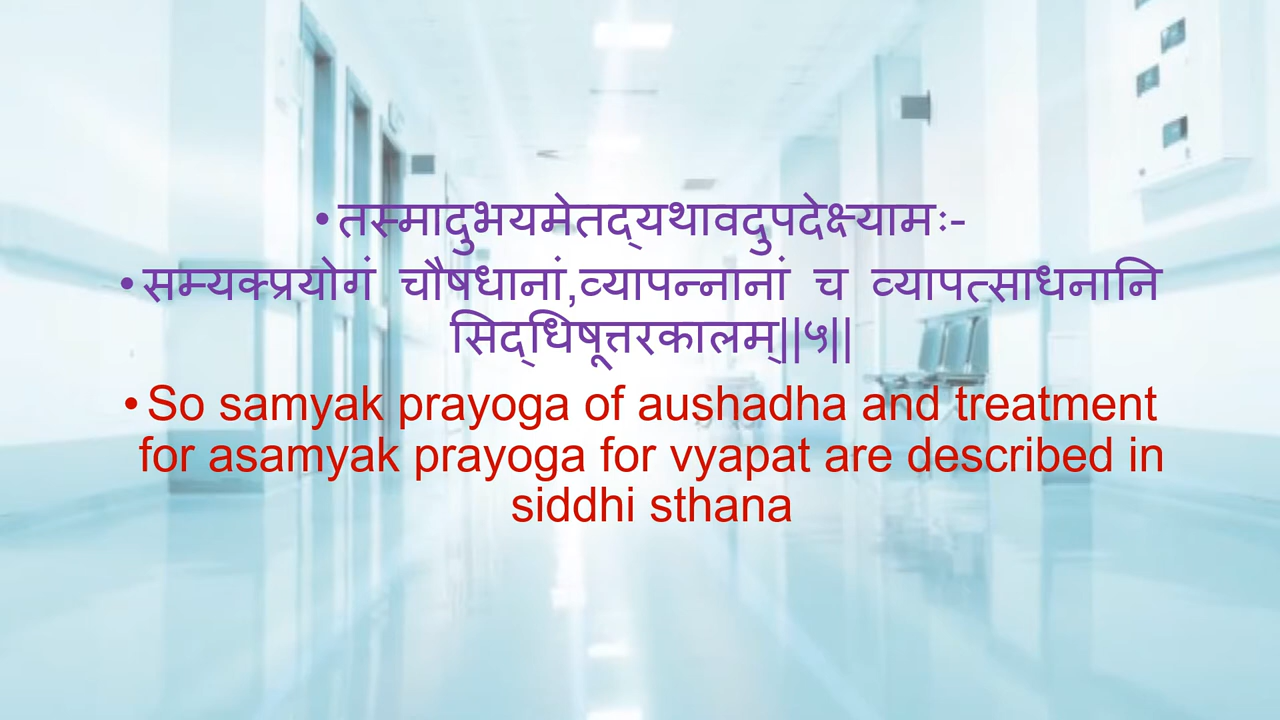 •तस्मादुभयमेतद्यथावदुपदेक्ष्यामः-
•सम्यक्प्रयोगं चौषधानां,व्यापन्नानां च व्यापत्साधनानि
सिद्धिषूत्तरकालम्||५||
•So samyak prayoga of aushadha and treatment
for asamyak prayoga for vyapat are described in
siddhi sthana